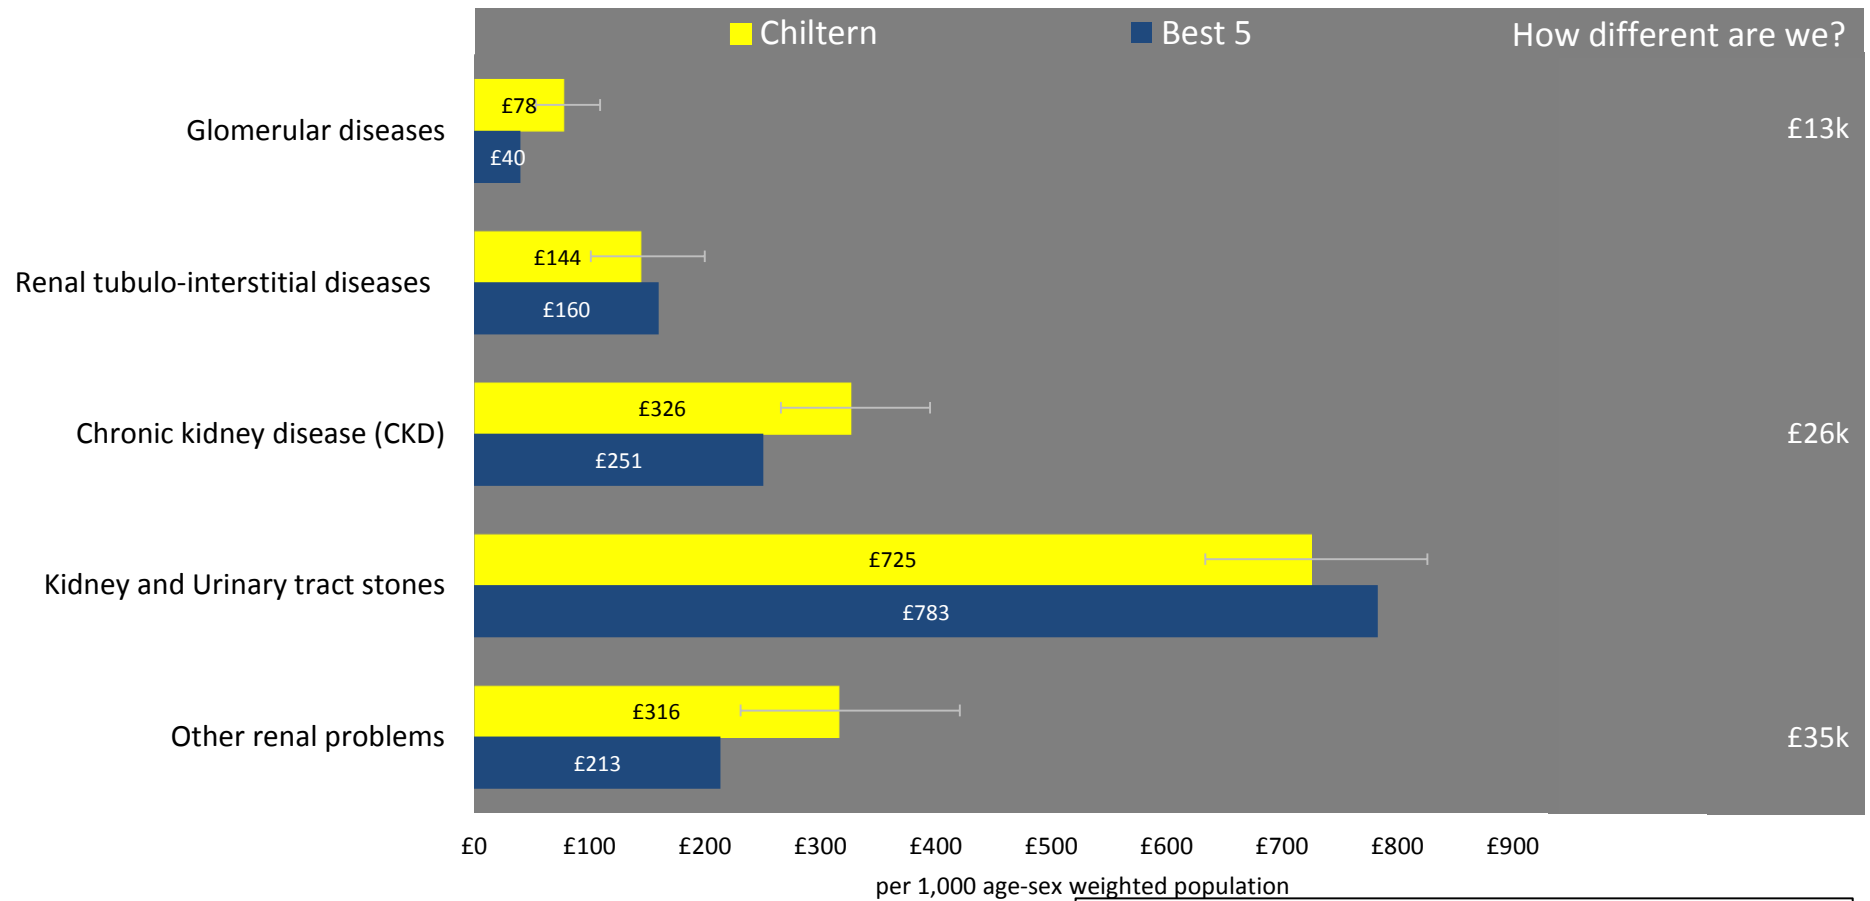 Chiltern Best 5 How different are we?
Glomerular diseases £78 £40 £13k
Renal tubulo-interstitial diseases £144 £160
Chronic kidney disease (CKD) £326 £251 £26k
Kidney and Urinary tract stones £725 £783
Other renal problems £316 £213 £35k
£0 £100 £200 £300 £400 £500 £600 £700 £800 £900
per 1,000 age-sex weighted population